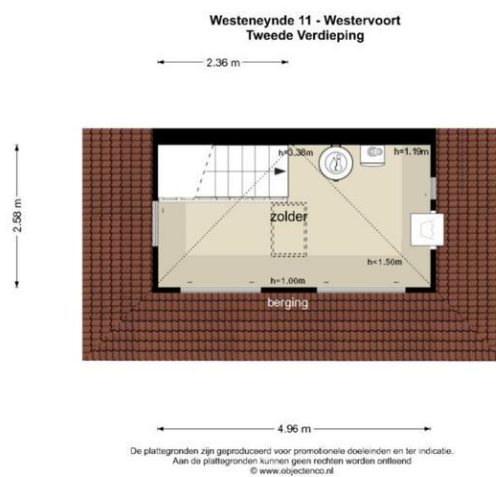 Westeneynde 11 - Westervoort
Tweede Verdieping
2.36 m
h=3.38m
h=1.19m
2.58 m
zolder
h<1.50m
h=1.00m
berging
4.96 m
De plattegronden zijn geproduceerd voor promotionele doeleinden en ter indicatie.
Aan de plattegronden kunnen geen rechten worden ontleend
© www.objectenco.nl